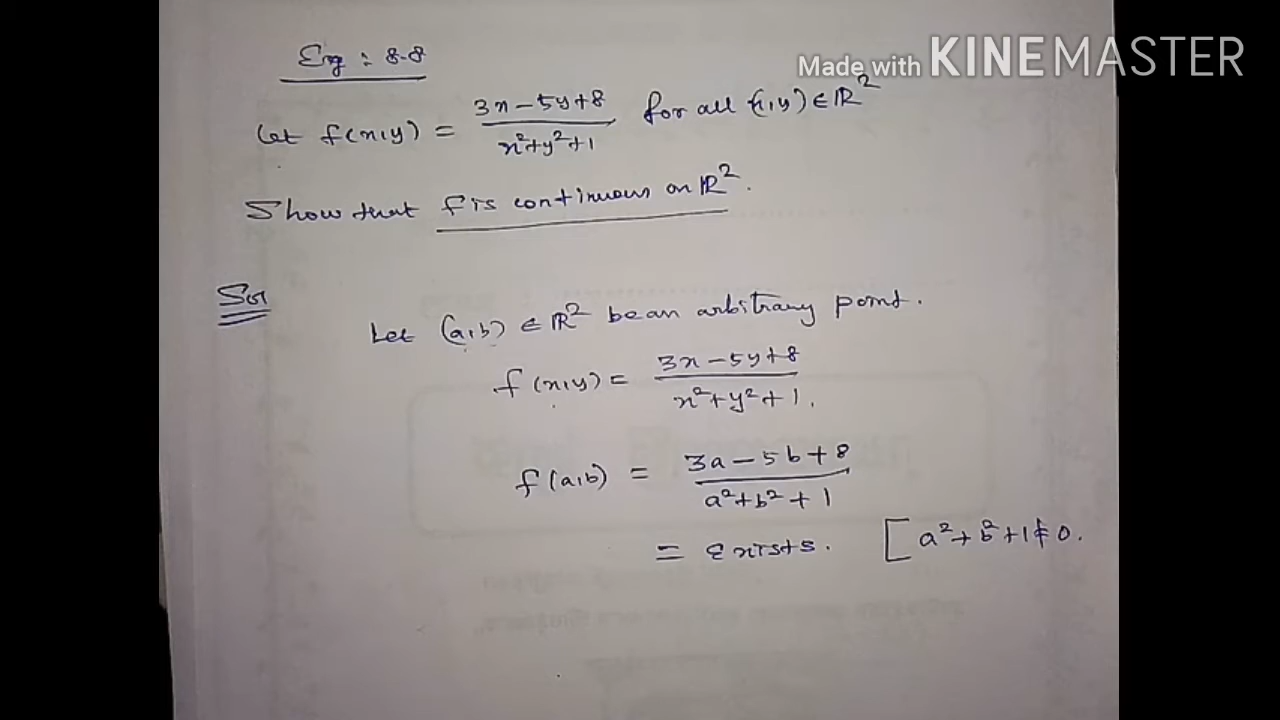 Eg : 8.8
Made with KINEMASTER
Let f(x,y) = 3x-5y+8 / x²+y²+1 for all (x,y) ∈ ℝ²
Show that f is continuous on ℝ².
Sol
Let (a,b) ∈ ℝ² be an arbitrary point.
f(x,y) = 3x-5y+8 / x²+y²+1.
f(a,b) = 3a-5b+8 / a²+b²+1
= Exists. [a²+b²+1≠0.